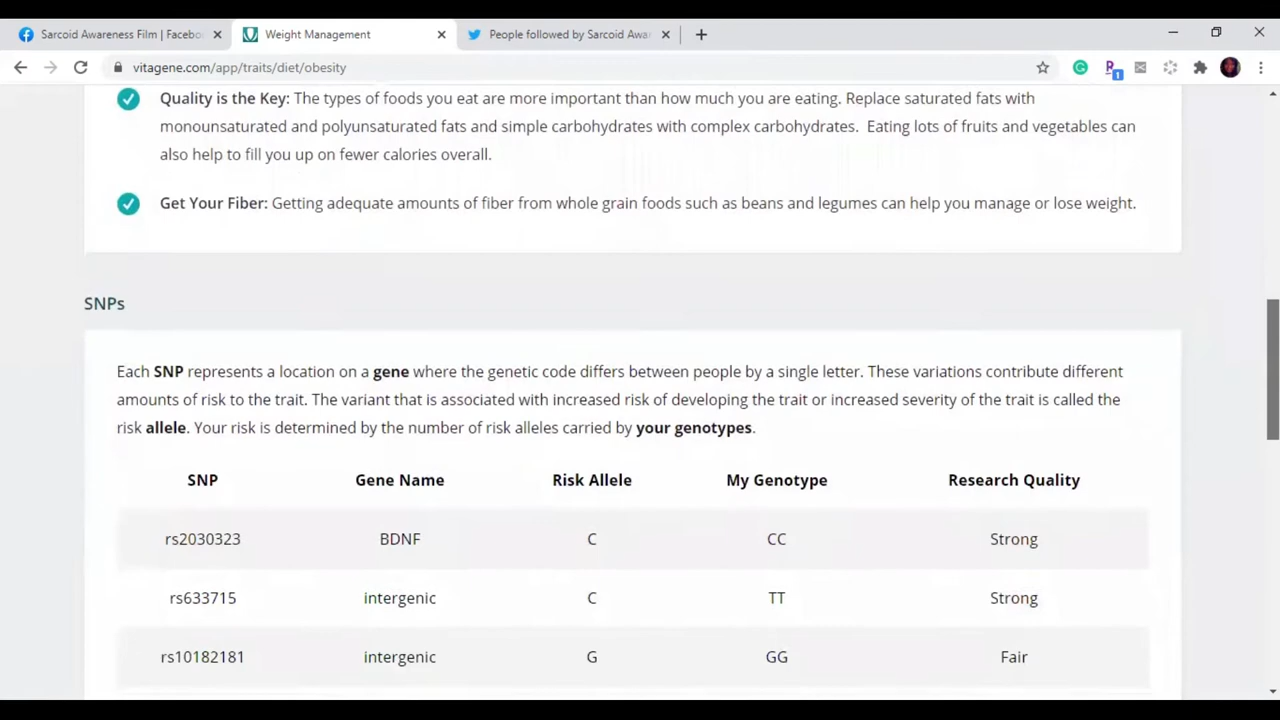 Sarcoid Awareness Film | Facebo
Weight Management
People followed by Sarcoid Awa
vitagene.com/app/traits/diet/obesity
1
Quality is the Key: The types of foods you eat are more important than how much you are eating. Replace saturated fats with
monounsaturated and polyunsaturated fats and simple carbohydrates with complex carbohydrates. Eating lots of fruits and vegetables can
also help to fill you up on fewer calories overall.
Get Your Fiber: Getting adequate amounts of fiber from whole grain foods such as beans and legumes can help you manage or lose weight.
SNPs
Each SNP represents a location on a gene where the genetic code differs between people by a single letter. These variations contribute different
amounts of risk to the trait. The variant that is associated with increased risk of developing the trait or increased severity of the trait is called the
risk allele. Your risk is determined by the number of risk alleles carried by your genotypes.
SNP Gene Name Risk Allele My Genotype Research Quality
rs2030323 BDNF C CC Strong
rs633715 intergenic C TT Strong
rs10182181 intergenic G GG Fair